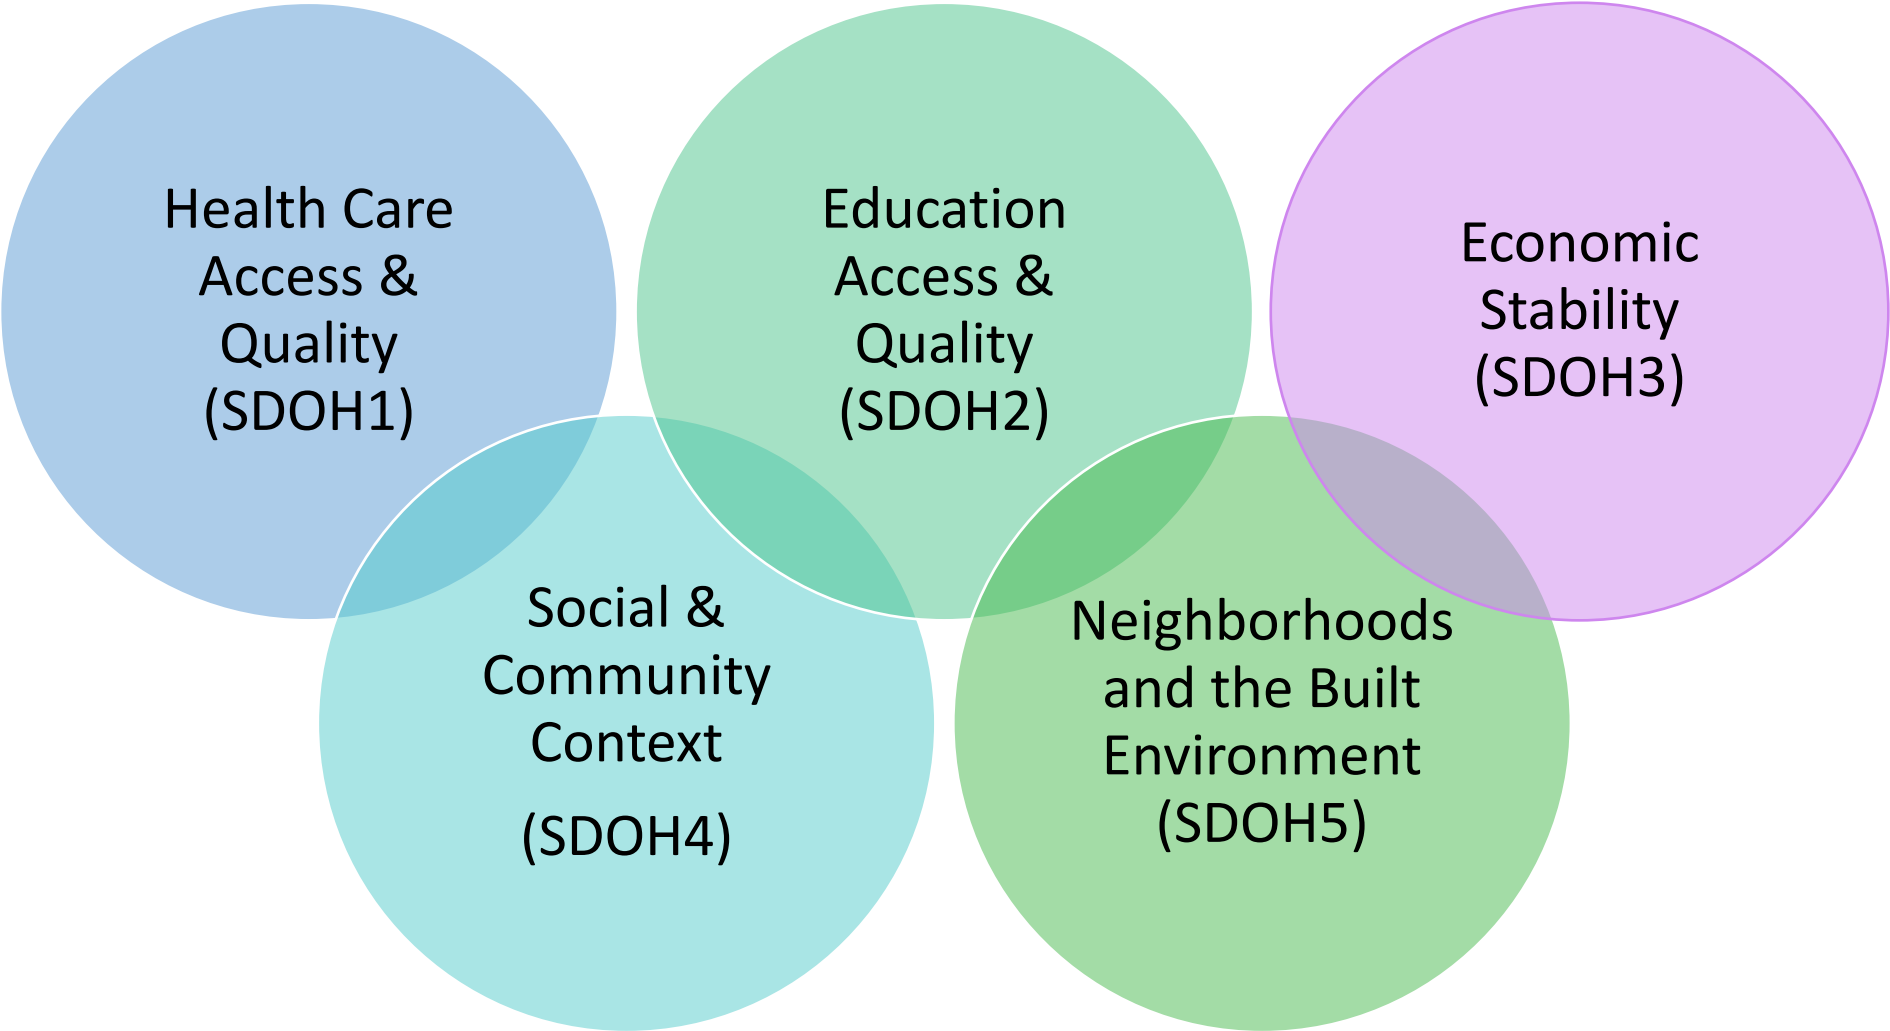 Health Care
Access &
Quality
(SDOH1)
Education
Access &
Quality
(SDOH2)
Economic
Stability
(SDOH3)
Social &
Community
Context
(SDOH4)
Neighborhoods
and the Built
Environment
(SDOH5)